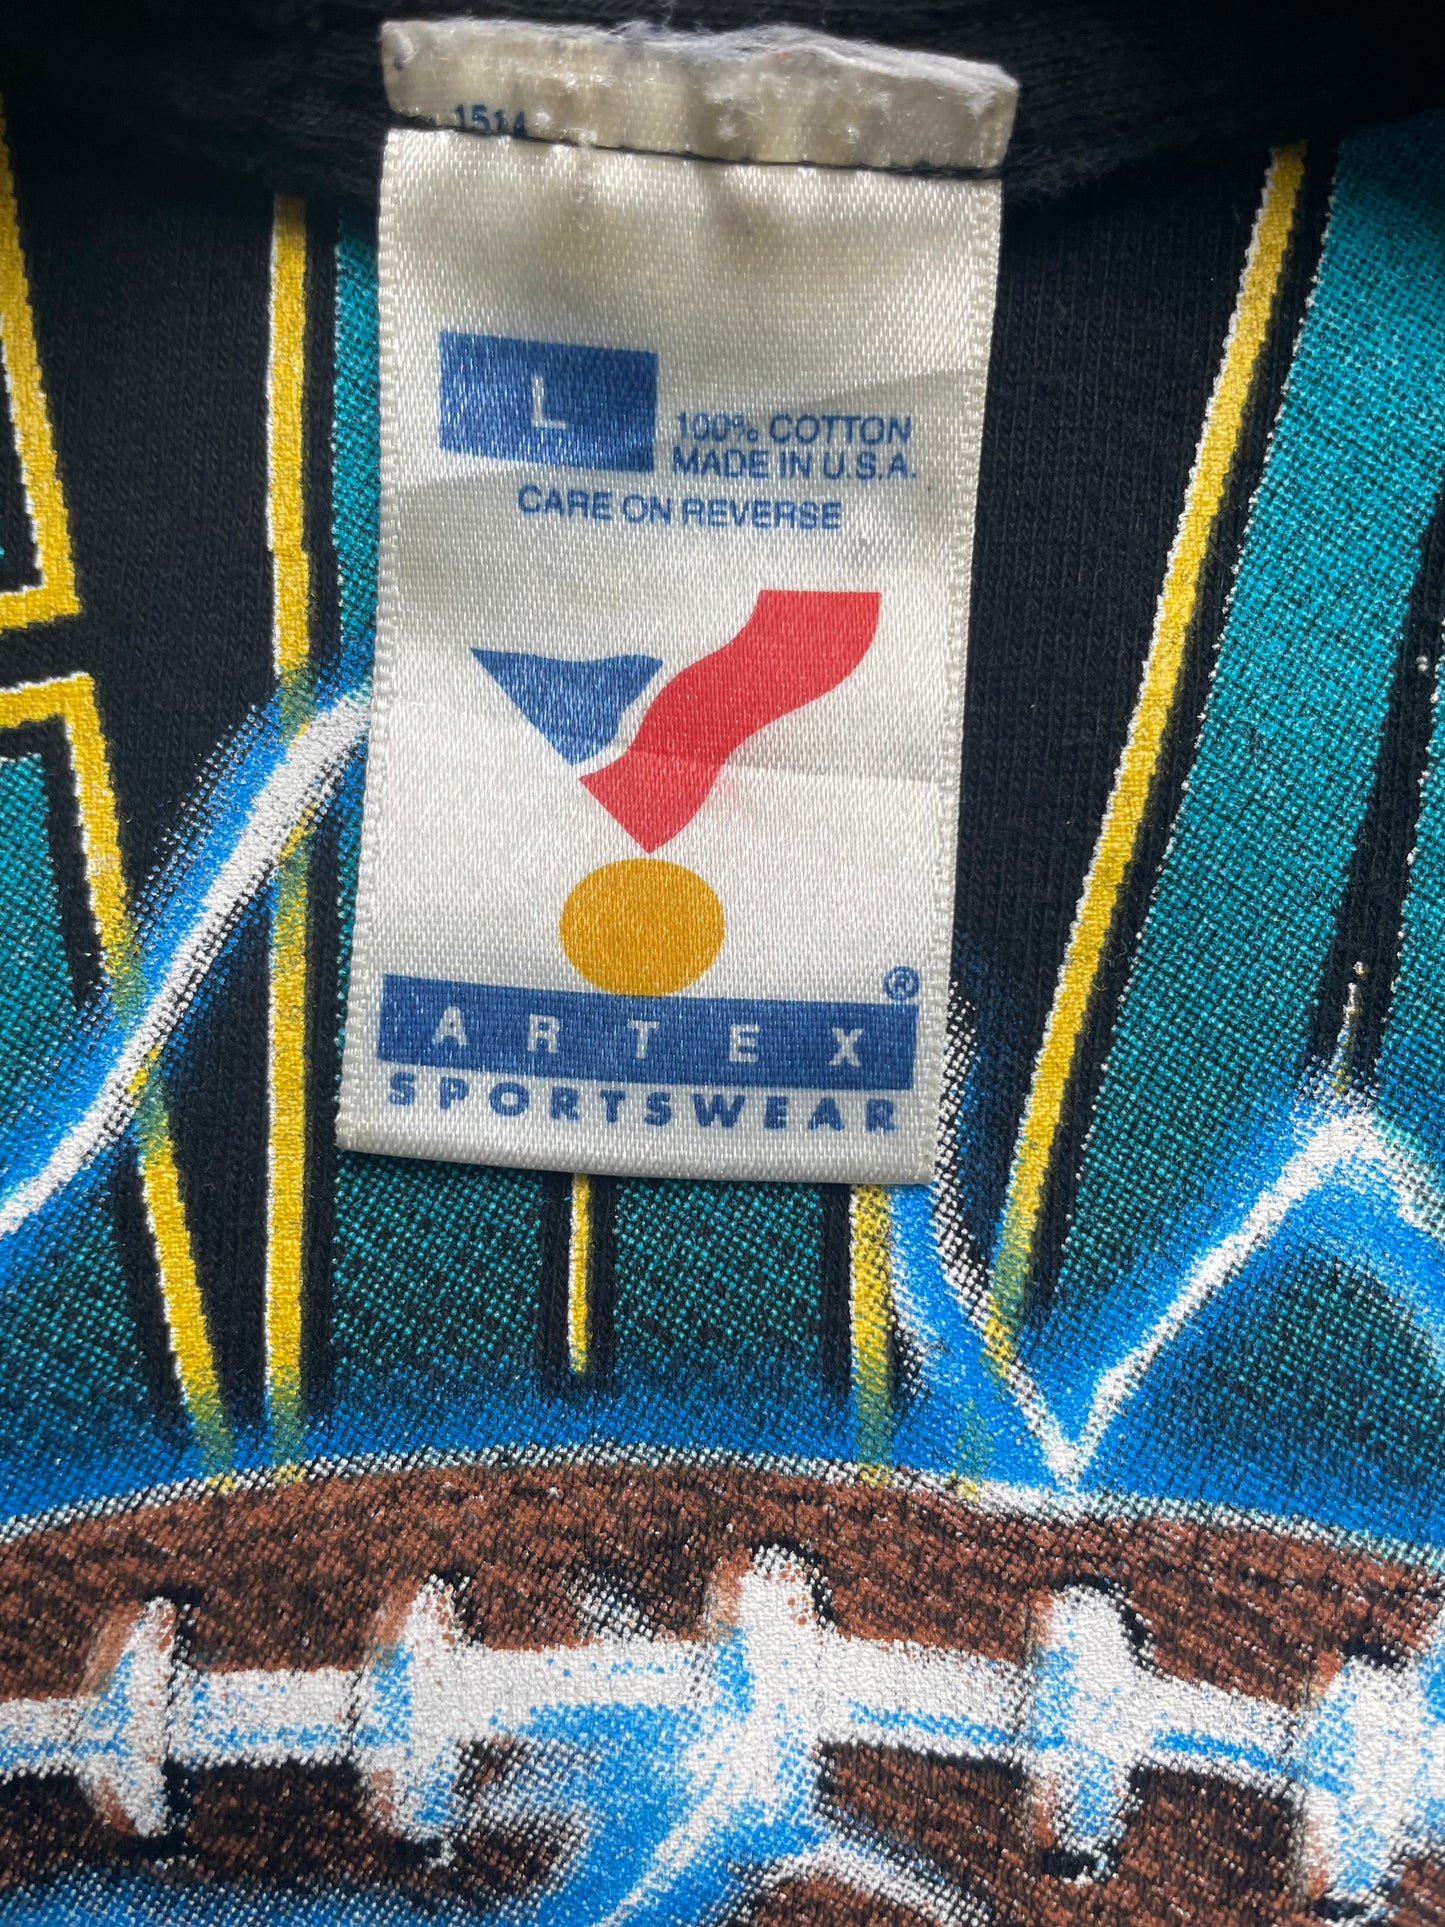 1514
L
100% COTTON
MADE IN U.S.A.
CARE ON REVERSE
®
ARTEX
SPORTSWEAR